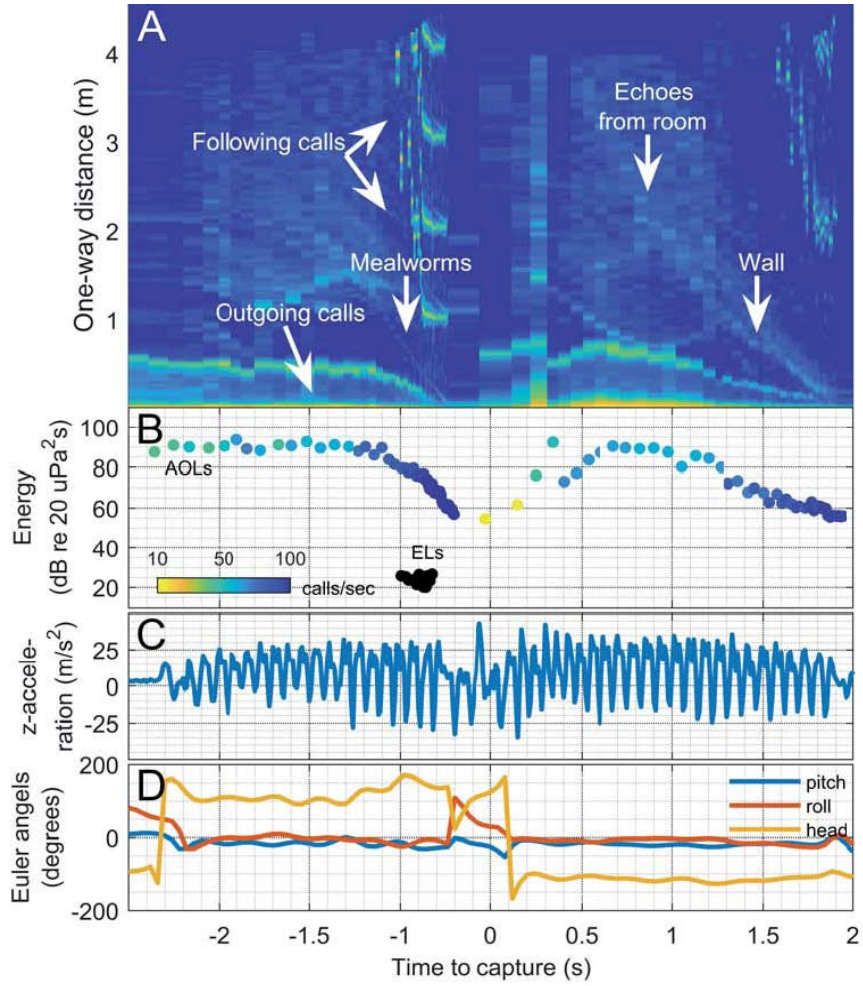 A
4
3
2
1
One-way distance (m)
Following calls
Echoes
from room
Mealworms
Wall
Outgoing calls
B
100
80
60
40
20
Energy
(dB re 20 uPa²s)
AOLs
ELs
10 50 100
calls/sec
C
25
0
-25
z-accele-
ration (m/s²)
D
200
0
-200
Euler angels
(degrees)
pitch
roll
head
-2 -1.5 -1 -0.5 0 0.5 1 1.5 2
Time to capture (s)